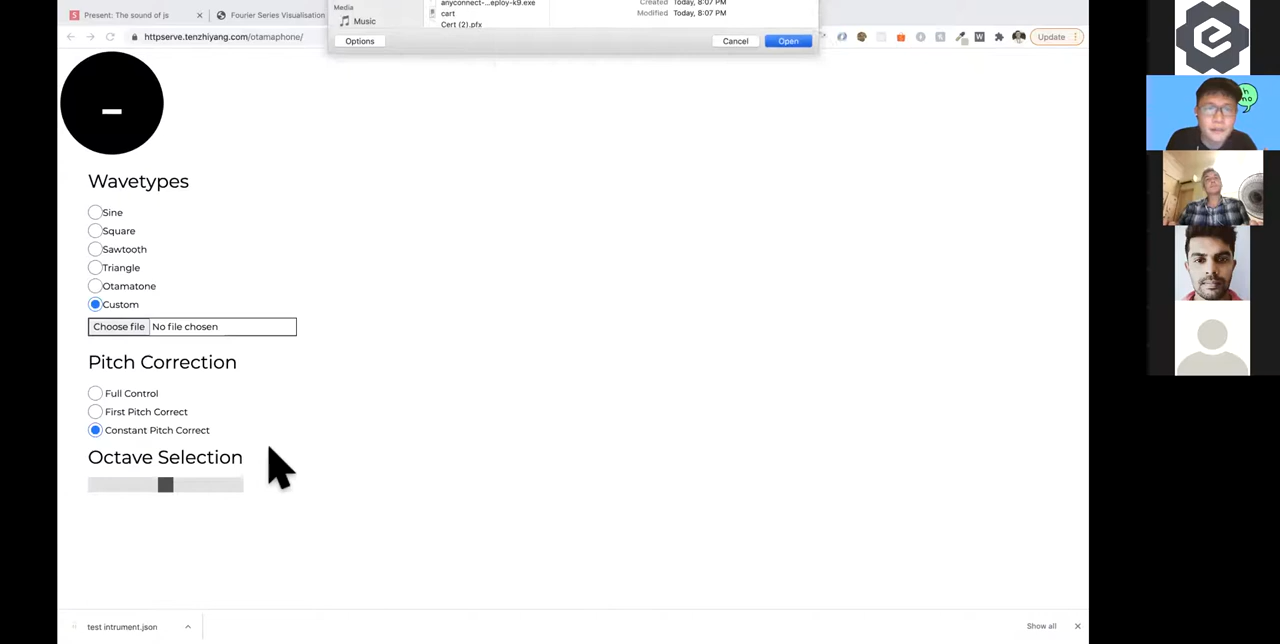 Present: The sound of js
Fourier Series Visualisation
httpserve.tenzhiyang.com/otamaphone/
Update
Media
Music
anyconnect-...eploy-k9.exe
cart
Cert (2).pfx
Created Today, 8:07 PM
Modified Today, 8:07 PM
Options
Cancel
Open
Wavetypes
Sine
Square
Sawtooth
Triangle
Otamatone
Custom
Choose file No file chosen
Pitch Correction
Full Control
First Pitch Correct
Constant Pitch Correct
Octave Selection
test intrument.json
Show all